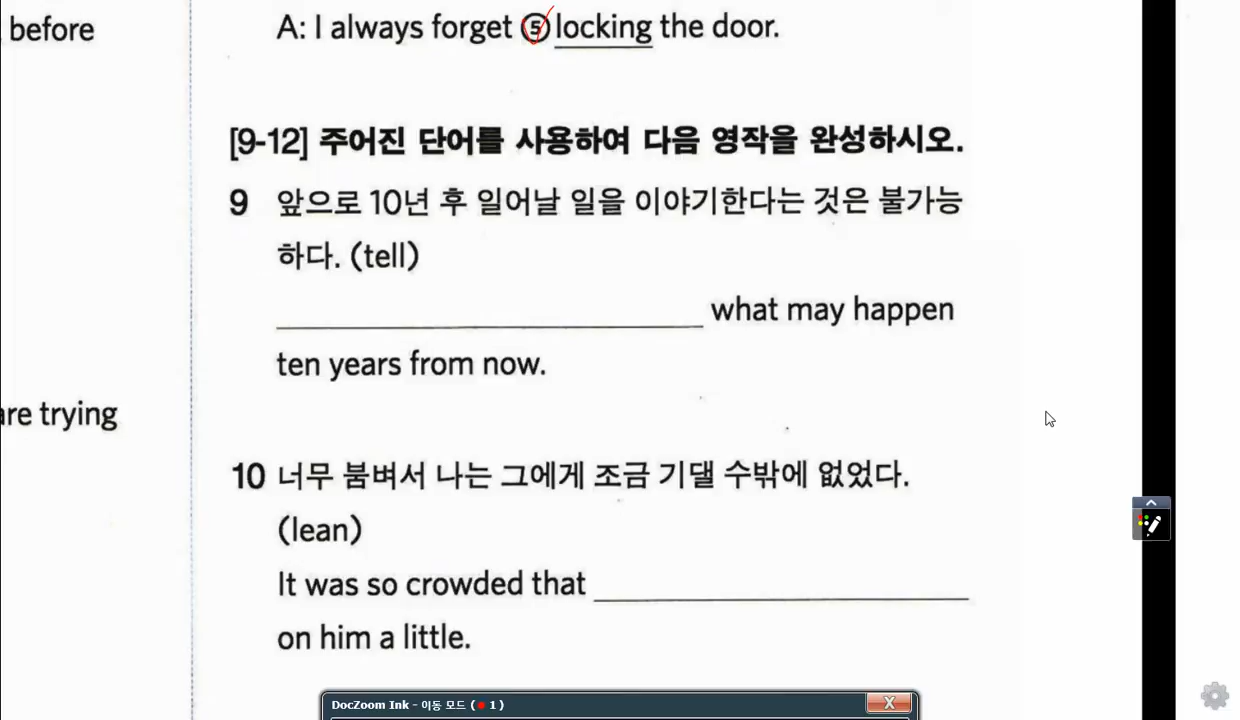 before
A: I always forget ⑤ locking the door.
[9-12] 주어진 단어를 사용하여 다음 영작을 완성하시오.
9 앞으로 10년 후 일어날 일을 이야기한다는 것은 불가능
하다. (tell)
what may happen
ten years from now.
are trying
10 너무 붐벼서 나는 그에게 조금 기댈 수밖에 없었다.
(lean)
It was so crowded that
on him a little.
DocZoom Ink - 이동 모드 ( 1 )